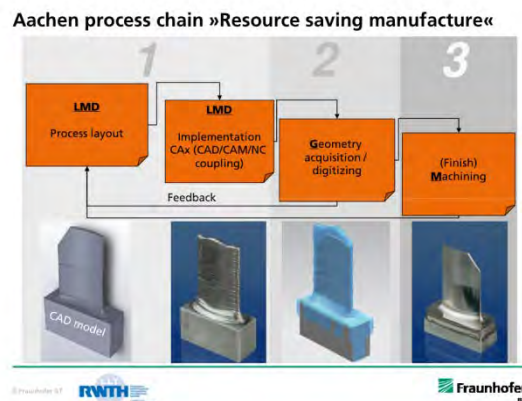 Aachen process chain »Resource saving manufacture«
1
2
3
LMD
Process layout
LMD
Implementation
CAx (CAD/CAM/NC
coupling)
Geometry
acquisition /
digitizing
(Finish)
Machining
Feedback
CAD model
RWTH
Fraunhofer